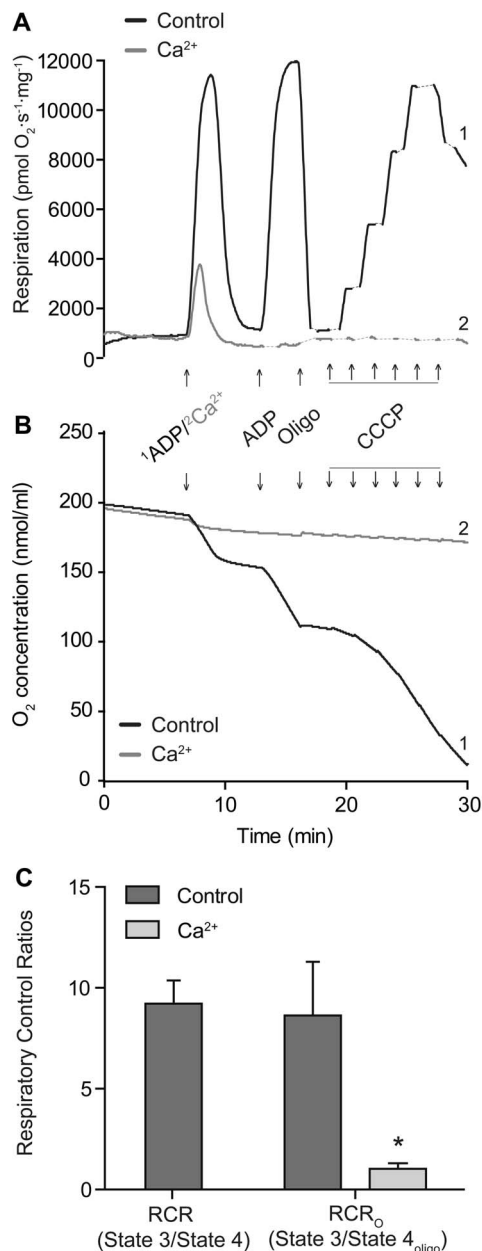 A
Control
Ca²⁺
Respiration (pmol O₂·s⁻¹·mg⁻¹)
12000
10000
8000
6000
4000
2000
0
1
2
¹ADP/²Ca²⁺
ADP
Oligo
CCCP
B
O₂ concentration (nmol/ml)
250
200
150
100
50
0
2
1
Control
Ca²⁺
0
10
20
30
Time (min)
C
Control
Ca²⁺
Respiratory Control Ratios
15
10
5
0
*
RCR
(State 3/State 4)
RCR₀
(State 3/State 4oligo)